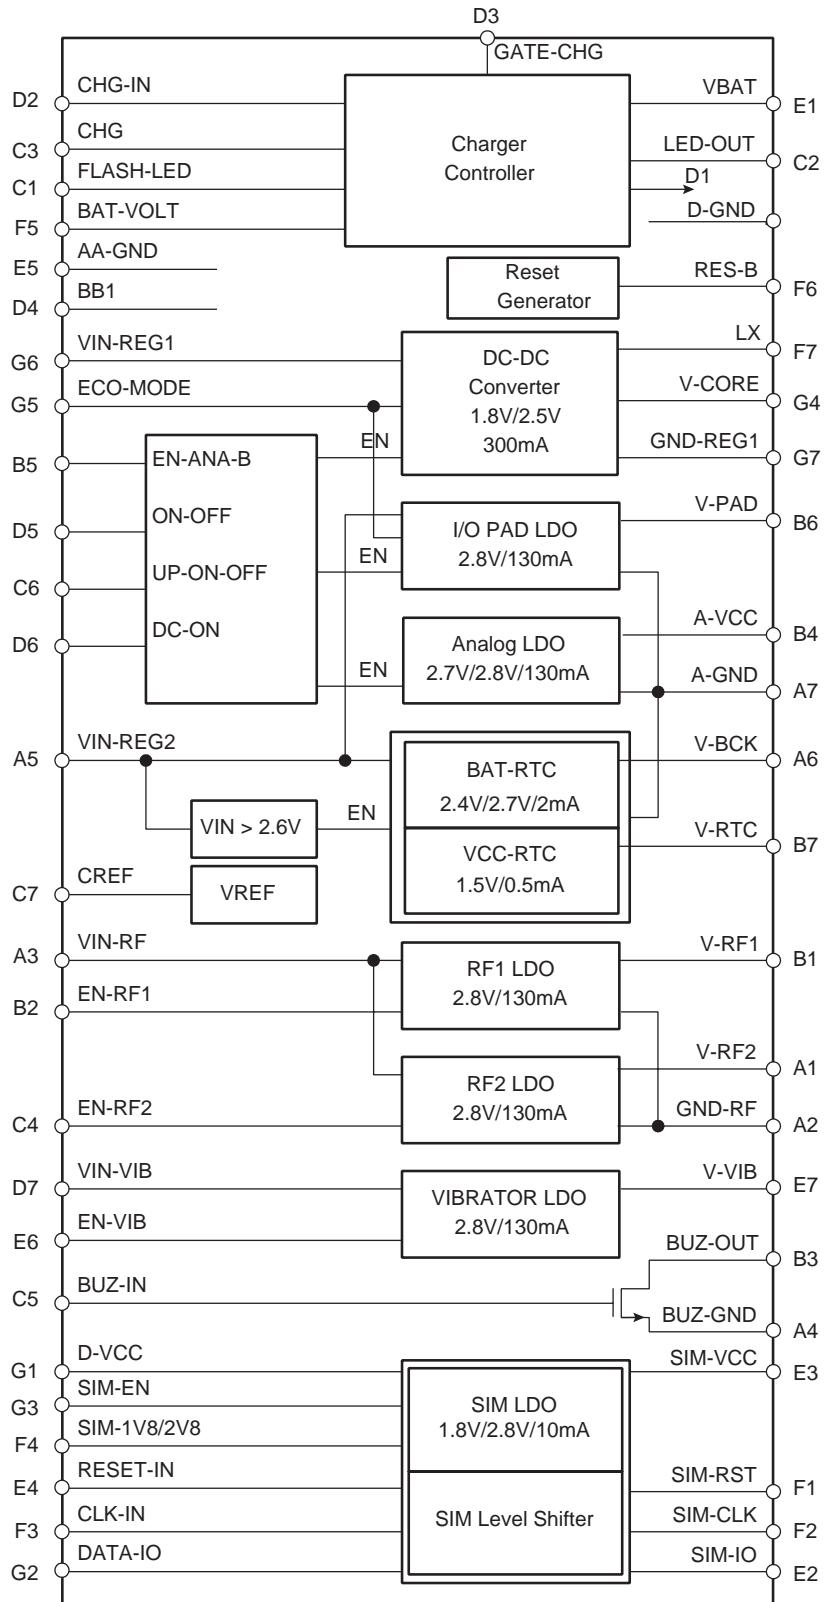 D3
GATE-CHG
D2 CHG-IN VBAT E1
C3 CHG LED-OUT C2
C1 FLASH-LED D1
F5 BAT-VOLT D-GND
Charger
Controller
E5 AA-GND
D4 BB1
Reset
Generator
RES-B F6
G6 VIN-REG1 LX F7
G5 ECO-MODE V-CORE G4
DC-DC
Converter
1.8V/2.5V
300mA
EN
GND-REG1 G7
B5 EN-ANA-B
D5 ON-OFF
C6 UP-ON-OFF
D6 DC-ON
I/O PAD LDO
2.8V/130mA
EN
V-PAD B6
Analog LDO
2.7V/2.8V/130mA
EN
A-VCC B4
A-GND A7
A5 VIN-REG2 V-BCK A6
BAT-RTC
2.4V/2.7V/2mA
VIN > 2.6V EN
VCC-RTC
1.5V/0.5mA
V-RTC B7
C7 CREF VREF
A3 VIN-RF V-RF1 B1
B2 EN-RF1
RF1 LDO
2.8V/130mA
V-RF2 A1
RF2 LDO
2.8V/130mA
C4 EN-RF2 GND-RF A2
D7 VIN-VIB V-VIB E7
E6 EN-VIB
VIBRATOR LDO
2.8V/130mA
BUZ-OUT B3
C5 BUZ-IN
BUZ-GND A4
G1 D-VCC SIM-VCC E3
G3 SIM-EN
F4 SIM-1V8/2V8
SIM LDO
1.8V/2.8V/10mA
E4 RESET-IN SIM-RST F1
F3 CLK-IN SIM Level Shifter SIM-CLK F2
G2 DATA-IO SIM-IO E2